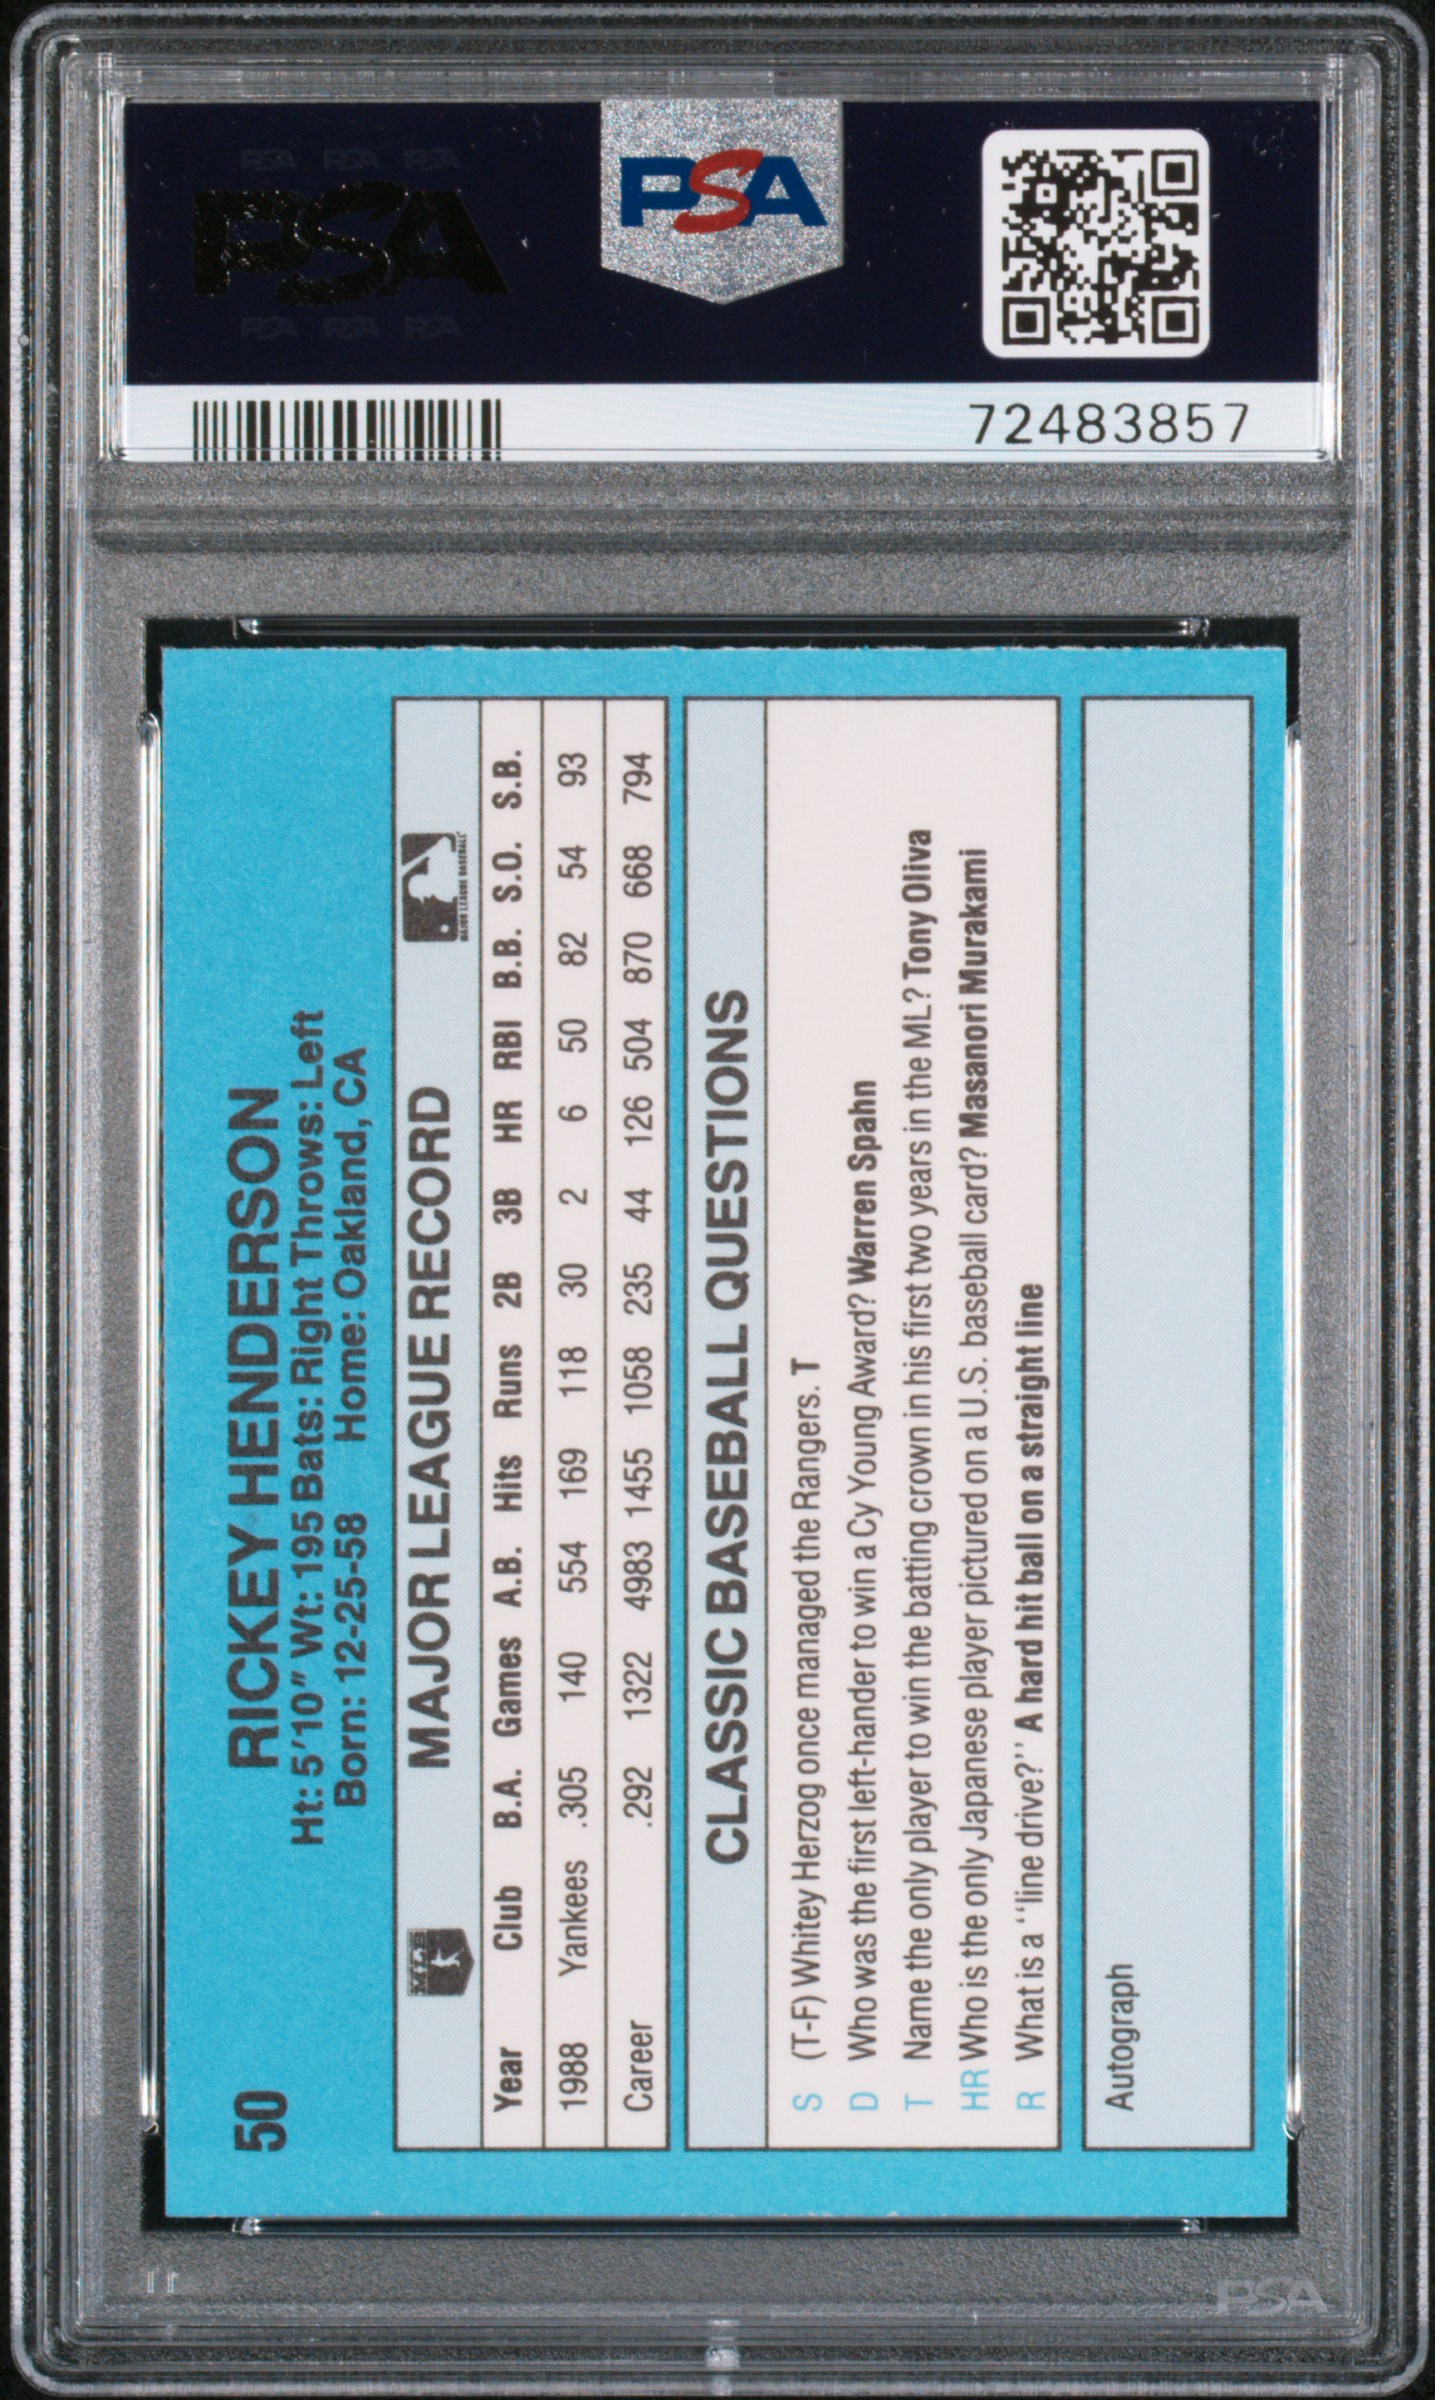 PSA PSA PSA
PSA
PSA PSA PSA
PSA
72483857
50
RICKEY HENDERSON
Ht: 5'10" Wt: 195 Bats: Right Throws: Left
Born: 12-25-58 Home: Oakland, CA
MLB
MAJOR LEAGUE RECORD
MAJOR LEAGUE BASEBALL
Year Club B.A. Games A.B. Hits Runs 2B 3B HR RBI B.B. S.O. S.B.
1988 Yankees .305 140 554 169 118 30 2 6 50 82 54 93
Career .292 1322 4983 1455 1058 235 44 126 504 870 668 794
CLASSIC BASEBALL QUESTIONS
S (T-F) Whitey Herzog once managed the Rangers. T
D Who was the first left-hander to win a Cy Young Award? Warren Spahn
T Name the only player to win the batting crown in his first two years in the ML? Tony Oliva
HR Who is the only Japanese player pictured on a U.S. baseball card? Masanori Murakami
R What is a "line drive?" A hard hit ball on a straight line
Autograph
PSA